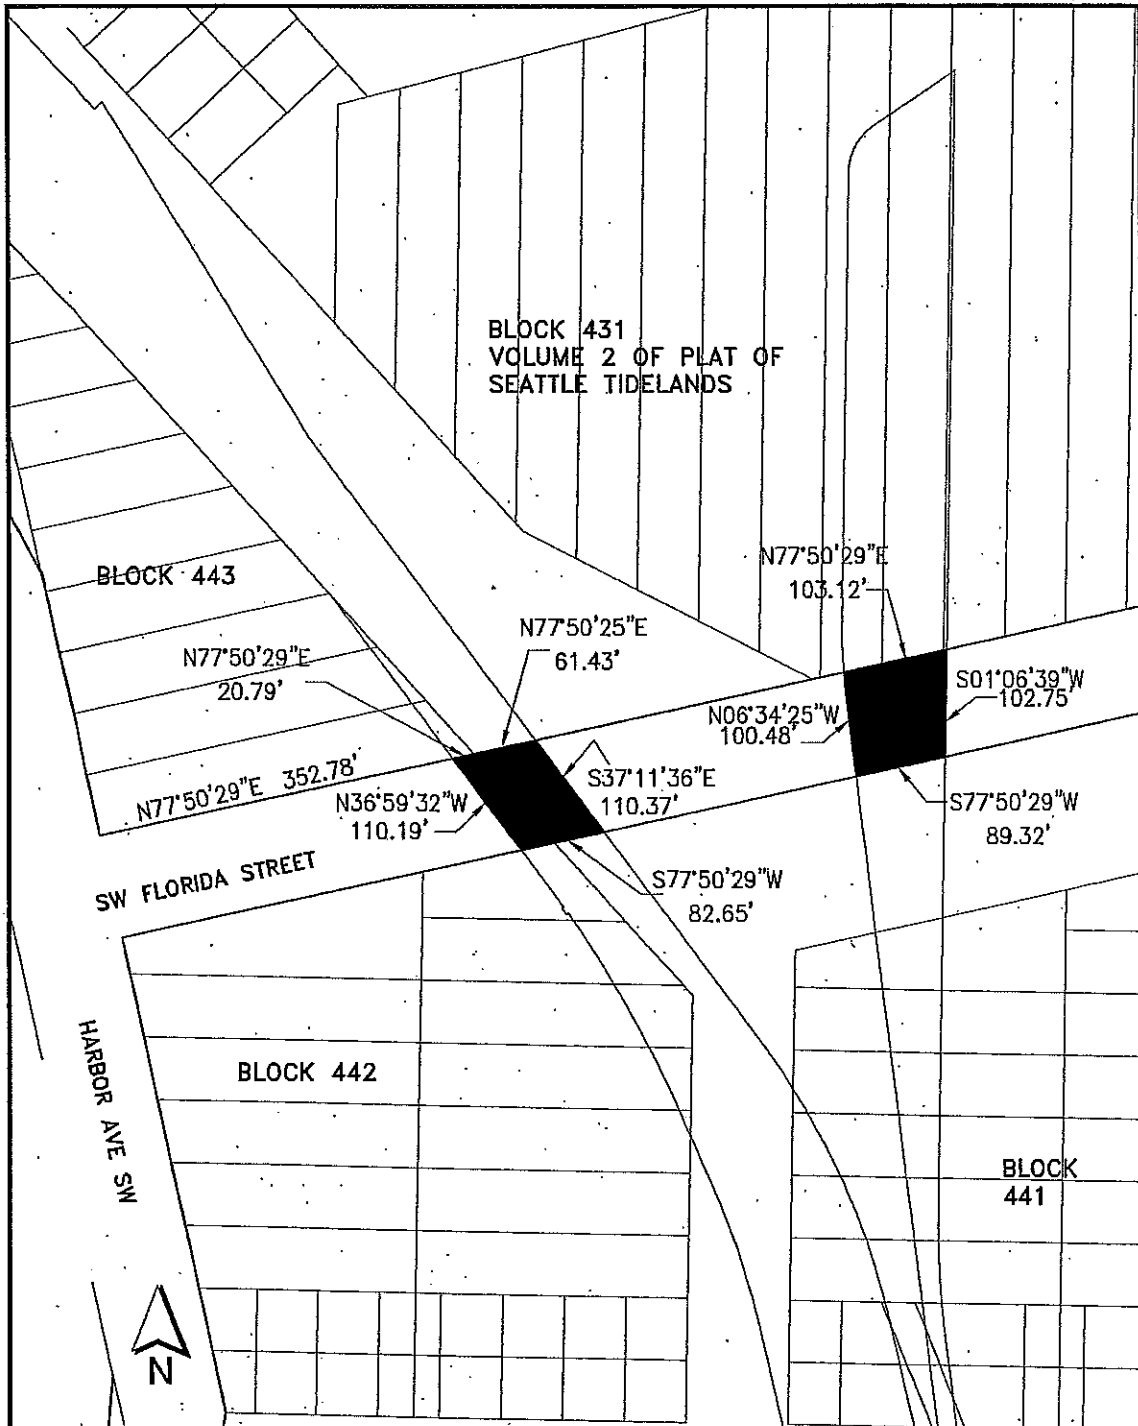 BLOCK 431
VOLUME 2 OF PLAT OF
SEATTLE TIDELANDS
N77°50'29"E
103.12'
BLOCK 443
N77°50'25"E
61.43'
N77°50'29"E
20.79'
S01°06'39"W
102.75'
N06°34'25"W
100.48'
N77°50'29"E 352.78'
N36°59'32"W
110.19'
S37°11'36"E
110.37'
S77°50'29"W
89.32'
SW FLORIDA STREET
S77°50'29"W
82.65'
HARBOR AVE SW
BLOCK 442
BLOCK
441
N